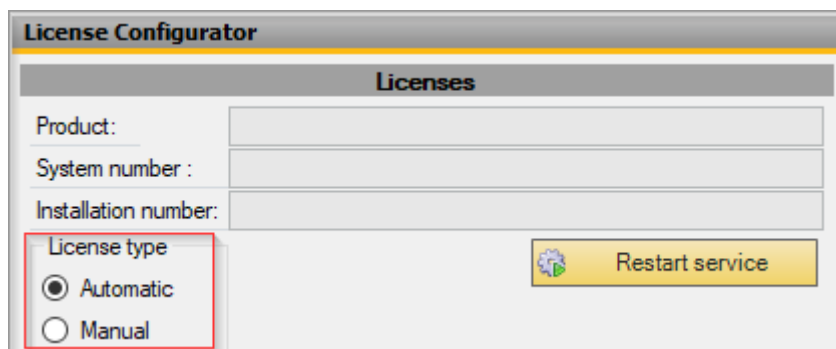 License Configurator
Licenses
Product:
System number :
Installation number:
License type
Restart service
Automatic
Manual